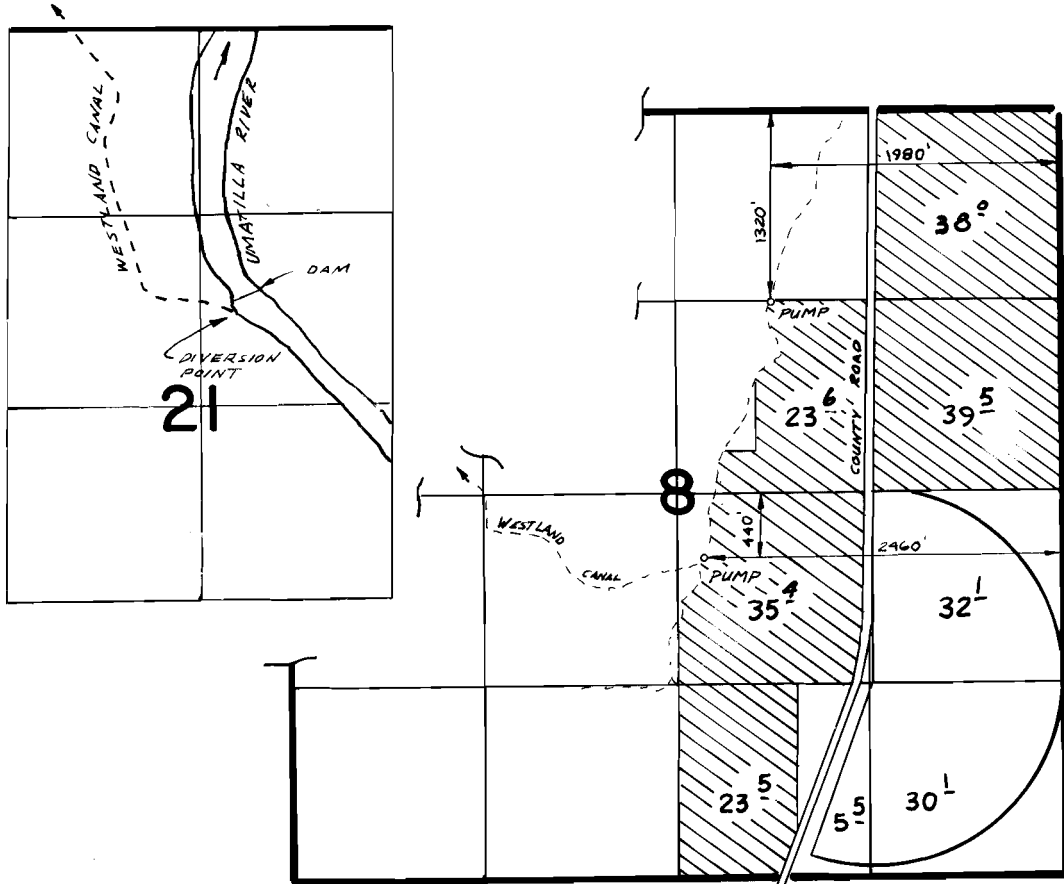 WESTLAND CANAL
UMATILLA RIVER
DAM
DIVERSION
POINT
21
1980'
1320'
38 0
PUMP
COUNTY ROAD
23 6
39 5
8
WESTLAND
CANAL
440'
2460'
PUMP
35 4
32 1
23 5
5 5
30 1